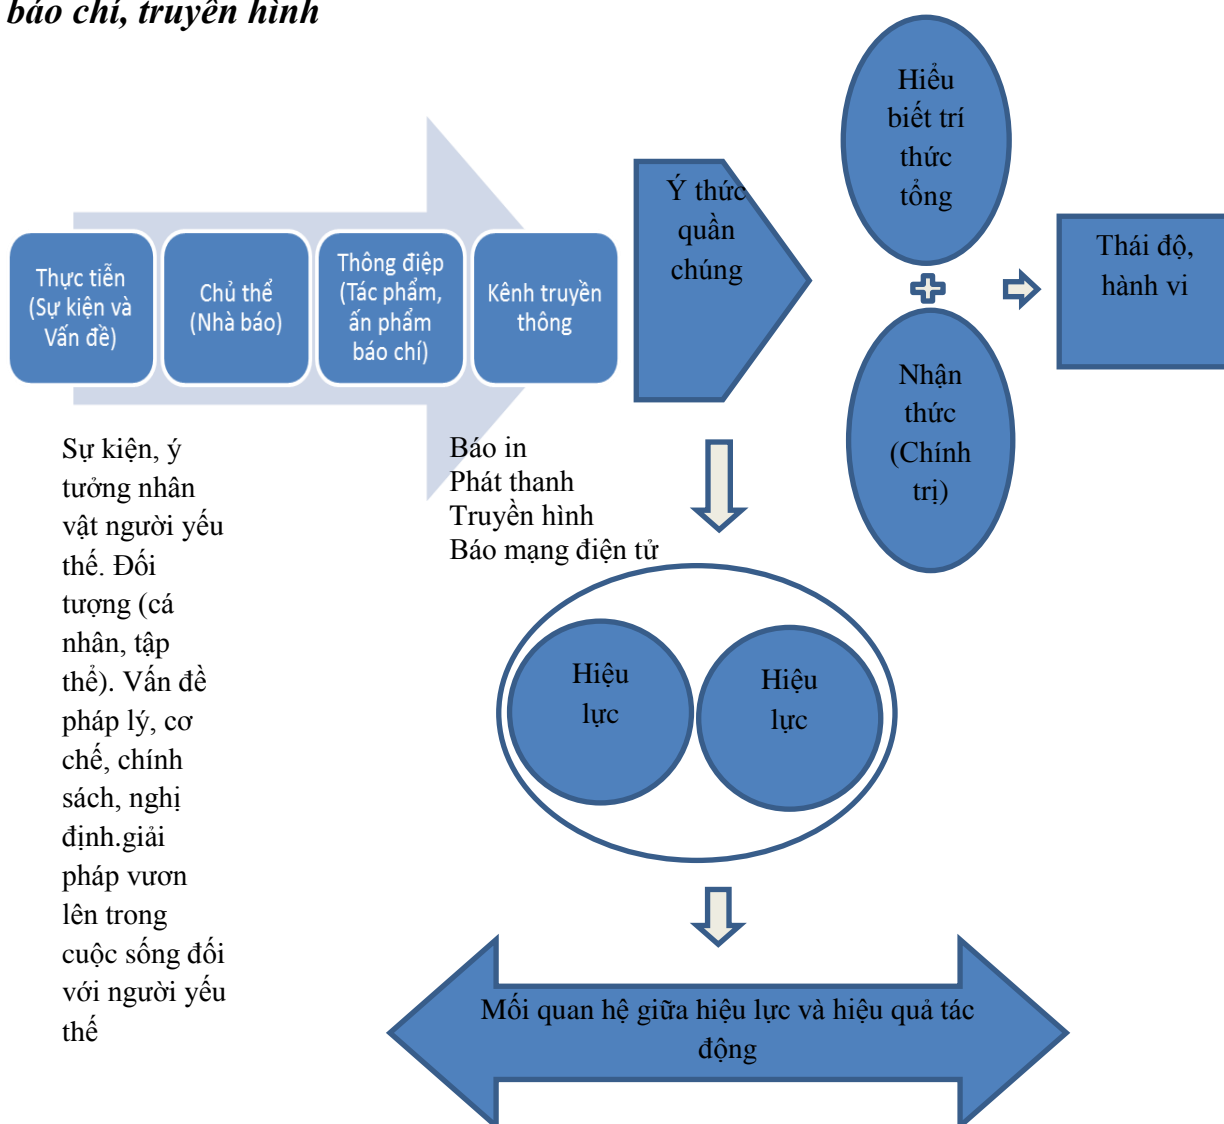 báo chí, truyền hình
Thực tiễn
(Sự kiện và
Vấn đề)
Chủ thể
(Nhà báo)
Thông điệp
(Tác phẩm,
ấn phẩm
báo chí)
Kênh truyền
thông
Ý thức
quần
chúng
Hiểu
biết trí
thức
tổng
Nhận
thức
(Chính
trị)
Thái độ,
hành vi
Sự kiện, ý
tưởng nhân
vật người yếu
thế. Đối
tượng (cá
nhân, tập
thể). Vấn đề
pháp lý, cơ
chế, chính
sách, nghị
định.giải
pháp vươn
lên trong
cuộc sống đối
với người yếu
thế
Báo in
Phát thanh
Truyền hình
Báo mạng điện tử
Hiệu
lực
Hiệu
lực
Mối quan hệ giữa hiệu lực và hiệu quả tác
động